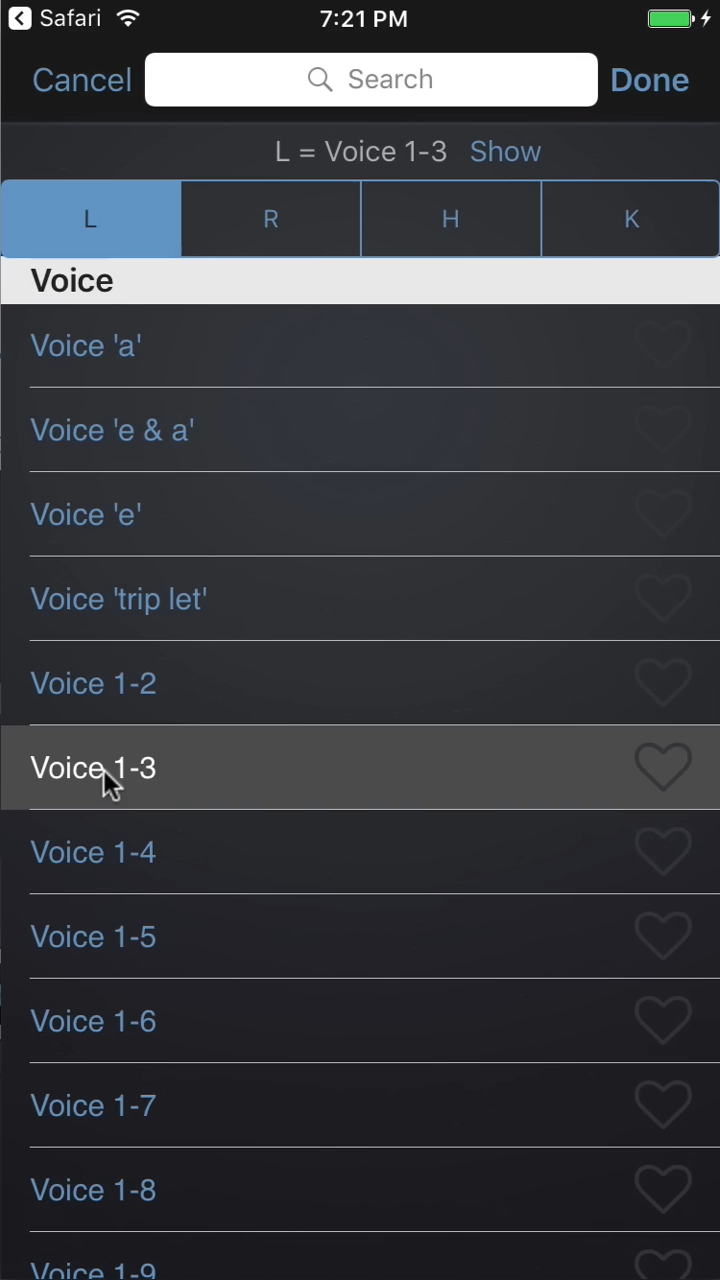 Safari 7:21 PM
Cancel Search Done
L = Voice 1-3 Show
L R H K
Voice
Voice 'a'
Voice 'e & a'
Voice 'e'
Voice 'trip let'
Voice 1-2
Voice 1-3
Voice 1-4
Voice 1-5
Voice 1-6
Voice 1-7
Voice 1-8
Voice 1-9